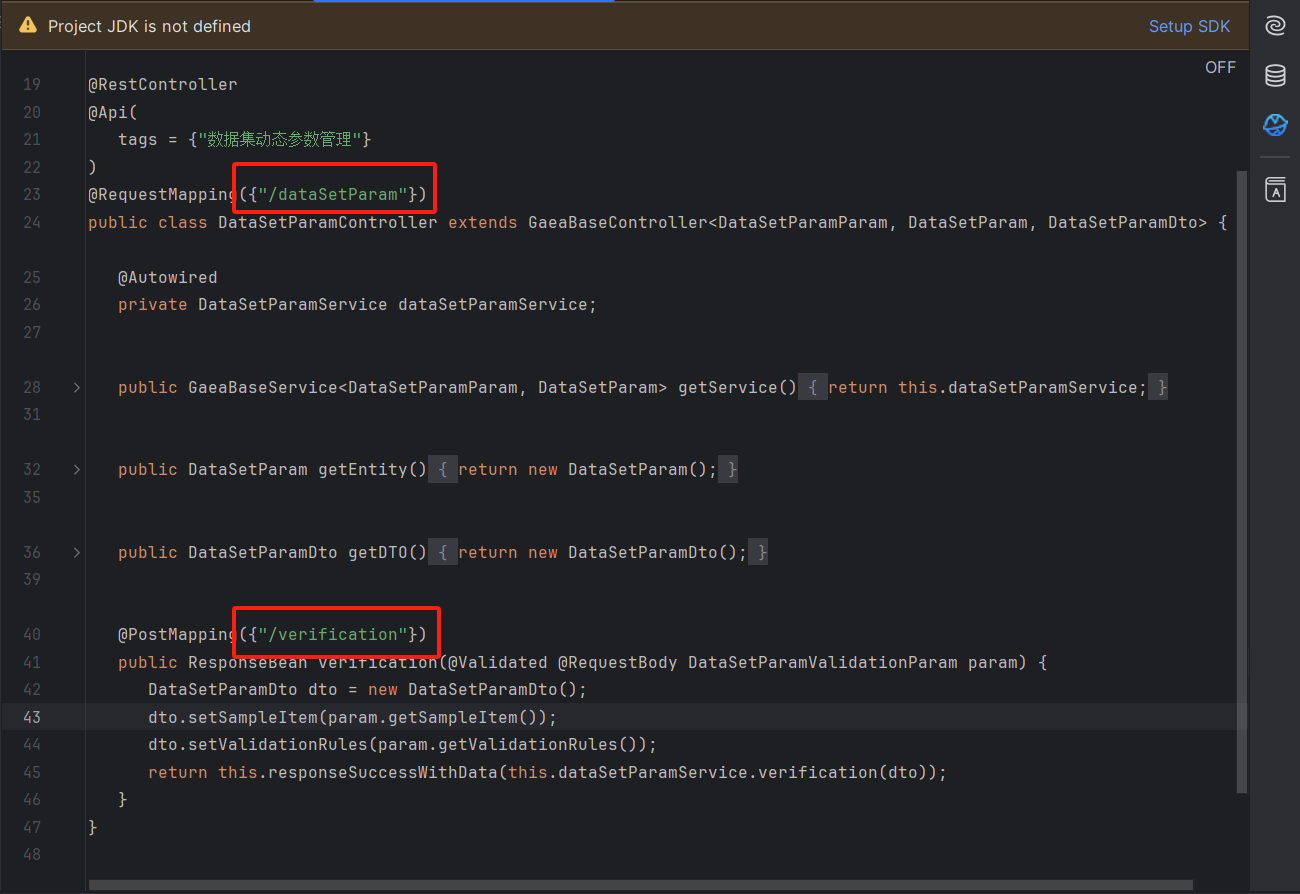 Project JDK is not defined
Setup SDK
OFF
19 @RestController
20 @Api(
21 tags = {"数据集动态参数管理"}
22 )
23 @RequestMapping({"/dataSetParam"})
24 public class DataSetParamController extends GaeaBaseController<DataSetParamParam, DataSetParam, DataSetParamDto> {
25 @Autowired
26 private DataSetParamService dataSetParamService;
27
28 public GaeaBaseService<DataSetParamParam, DataSetParam> getService() { return this.dataSetParamService; }
31
32 public DataSetParam getEntity() { return new DataSetParam(); }
35
36 public DataSetParamDto getDTO() { return new DataSetParamDto(); }
39
40 @PostMapping({"/verification"})
41 public ResponseBean verification(@Validated @RequestBody DataSetParamValidationParam param) {
42 DataSetParamDto dto = new DataSetParamDto();
43 dto.setSampleItem(param.getSampleItem());
44 dto.setValidationRules(param.getValidationRules());
45 return this.responseSuccessWithData(this.dataSetParamService.verification(dto));
46 }
47 }
48